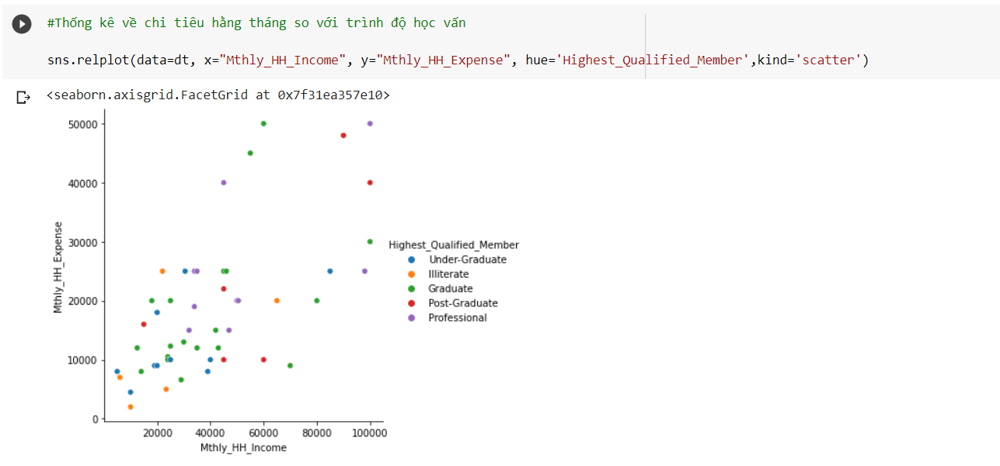 #Thống kê về chi tiêu hằng tháng so với trình độ học vấn
sns.relplot(data=dt, x="Mthly_HH_Income", y="Mthly_HH_Expense", hue='Highest_Qualified_Member',kind='scatter')
<seaborn.axisgrid.FacetGrid at 0x7f31ea357e10>
50000
40000
30000
20000
10000
0
Mthly_HH_Expense
20000 40000 60000 80000 100000
Mthly_HH_Income
Highest_Qualified_Member
Under-Graduate
Illiterate
Graduate
Post-Graduate
Professional